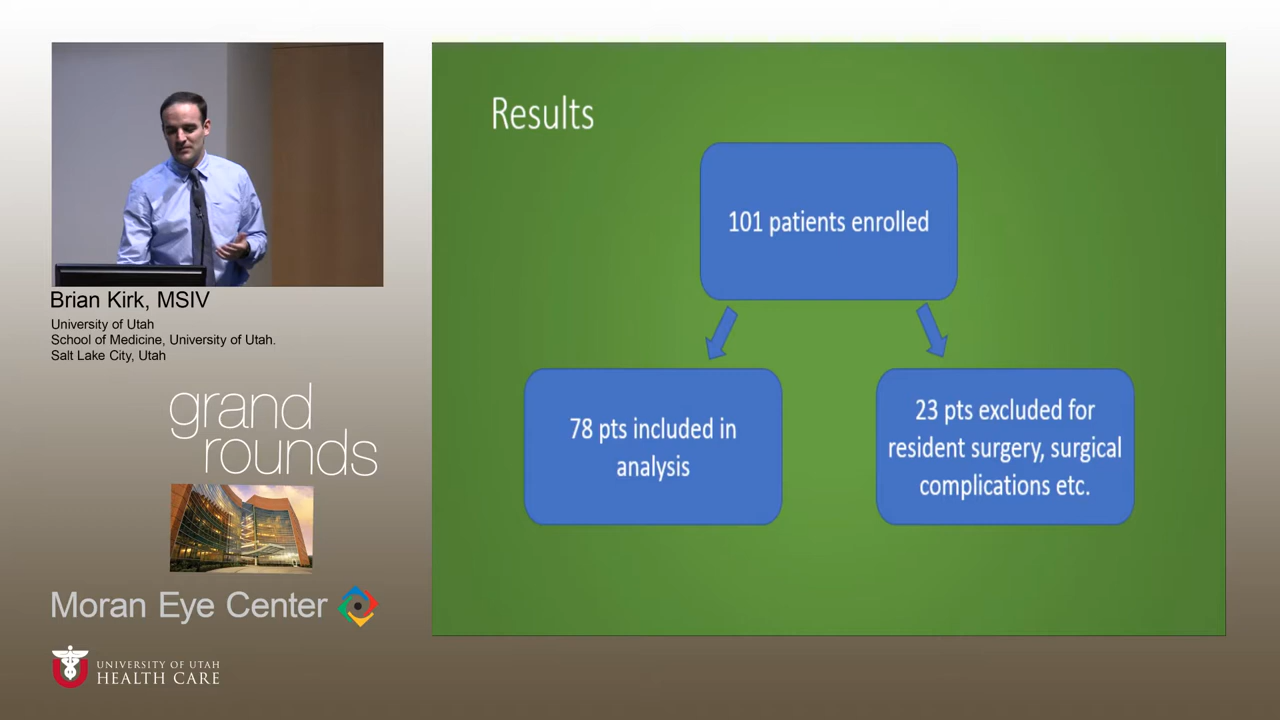 Brian Kirk, MSIV
University of Utah
School of Medicine, University of Utah.
Salt Lake City, Utah
grand
rounds
Moran Eye Center
UNIVERSITY OF UTAH
HEALTH CARE
Results
101 patients enrolled
78 pts included in
analysis
23 pts excluded for
resident surgery, surgical
complications etc.